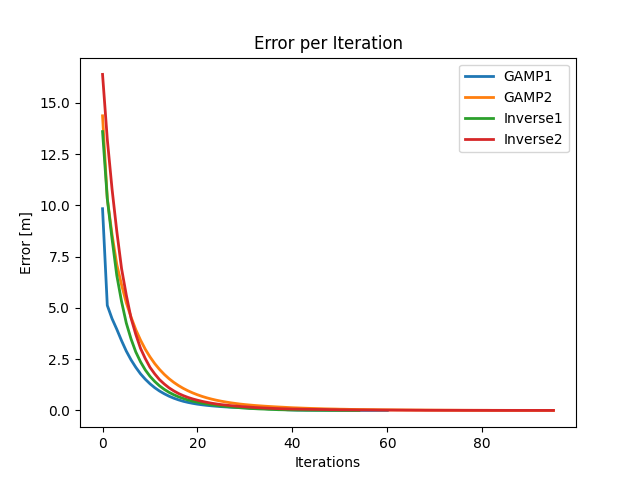 Error per Iteration
GAMP1
GAMP2
Inverse1
Inverse2
Error [m]
15.0
12.5
10.0
7.5
5.0
2.5
0.0
0 20 40 60 80
Iterations